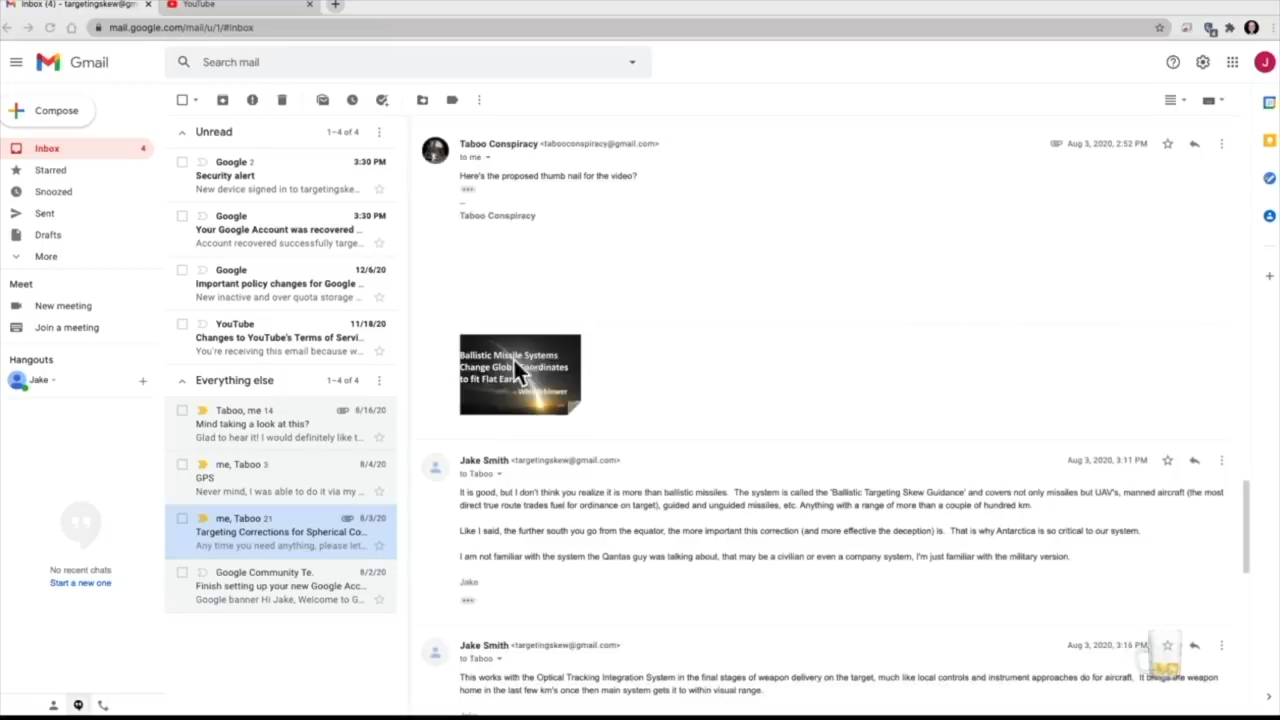 Inbox (4) - targetingskew@gm
YouTube
mail.google.com/mail/u/1/#inbox
Gmail
Search mail
J
Compose
Inbox 4
Starred
Snoozed
Sent
Drafts
More
Meet
New meeting
Join a meeting
Hangouts
Jake
No recent chats
Start a new one
Unread 1–4 of 4
Google 2 3:30 PM
Security alert
New device signed in to targetingske...
Google 3:30 PM
Your Google Account was recovered ...
Account recovered successfully targe...
Google 12/6/20
Important policy changes for Google ...
New inactive and over quota storage ...
YouTube 11/18/20
Changes to YouTube's Terms of Servi...
You're receiving this email because w...
Everything else 1–4 of 4
Taboo, me 14 8/16/20
Mind taking a look at this?
Glad to hear it! I would definitely like t...
me, Taboo 3 8/4/20
GPS
Never mind, I was able to do it via my ...
me, Taboo 21 8/3/20
Targeting Corrections for Spherical Co...
Any time you need anything, please let...
Google Community Te. 8/2/20
Finish setting up your new Google Acc...
Google banner Hi Jake, Welcome to G...
Taboo Conspiracy <tabooconspiracy@gmail.com> Aug 3, 2020, 2:52 PM
to me
Here's the proposed thumb nail for the video?
--
Taboo Conspiracy
Ballistic Missile Systems
Change Coordinates
to fit Flat
Jake Smith <targetingskew@gmail.com> Aug 3, 2020, 3:11 PM
to Taboo
It is good, but I don't think you realize it is more than ballistic missiles. The system is called the 'Ballistic Targeting Skew Guidance' and covers not only missiles but UAV's, manned aircraft (the most
direct true route trades fuel for ordinance on target), guided and unguided missiles, etc. Anything with a range of more than a couple of hundred km.
Like I said, the further south you go from the equator, the more important this correction (and more effective the deception) is. That is why Antarctica is so critical to our system.
I am not familiar with the system the Qantas guy was talking about, that may be a civilian or even a company system, I'm just familiar with the military version.
Jake
Jake Smith <targetingskew@gmail.com> Aug 3, 2020, 3:16 PM
to Taboo
This works with the Optical Tracking Integration System in the final stages of weapon delivery on the target, much like local controls and instrument approaches do for aircraft. It brings the weapon
home in the last few km's once then main system gets it to within visual range.